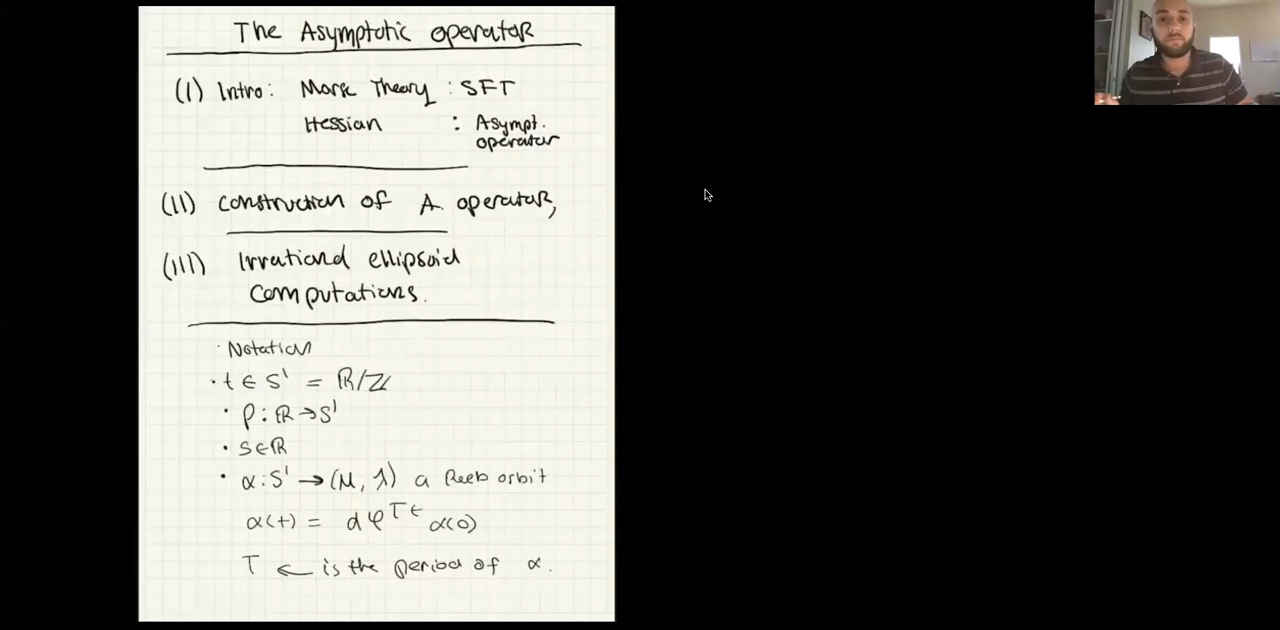 The Asymptotic operator
(I) Intro: Morse Theory : SFT
Hessian : Asympt. operator
(II) Construction of A. operator,
(III) Irrational ellipsoid
Computations.
· Notation
· t ∈ S¹ = ℝ/ℤ
· ρ: ℝ → S¹
· s ∈ ℝ
· α: S¹ → (M, λ) a Reeb orbit
α(t) = dφ^{Tt} α(0)
T ← is the period of α.